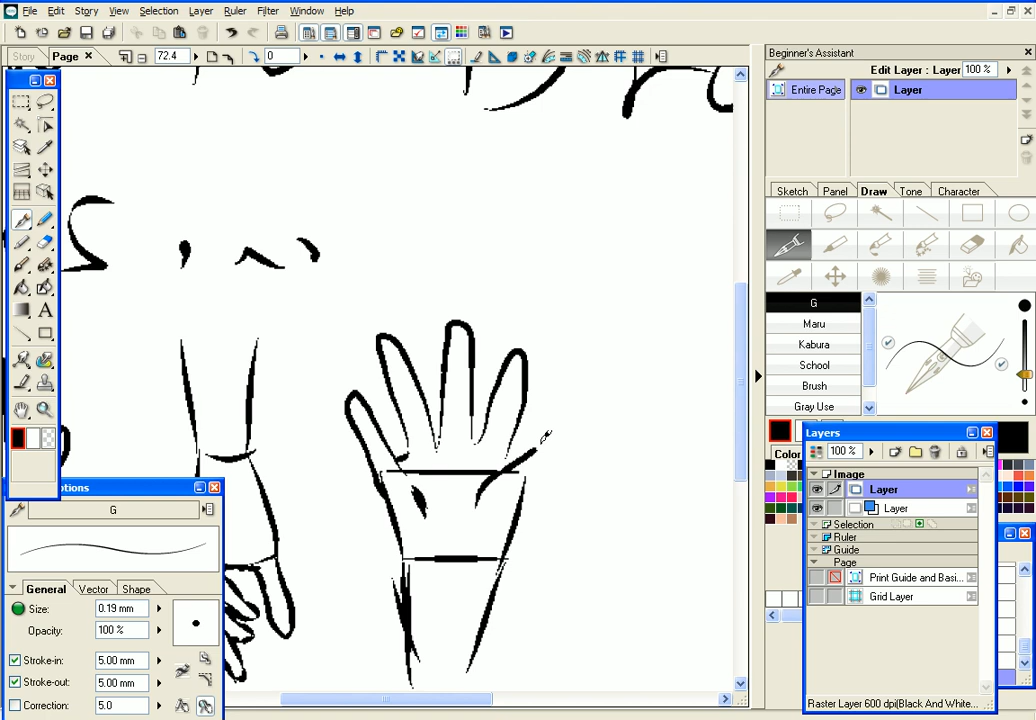 File Edit Story View Selection Layer Ruler Filter Window Help
Story Page 72.4 0
Beginner's Assistant
Edit Layer : Layer 100 %
Entire Page Layer
Sketch Panel Draw Tone Character
G
Maru
Kabura
School
Brush
Gray Use
Layers
100 %
Image
Layer
Layer
Selection
Ruler
Guide
Page
Print Guide and Basi...
Grid Layer
Raster Layer 600 dpi(Black And White...
G
General Vector Shape
Size: 0.19 mm
Opacity: 100 %
Stroke-in: 5.00 mm
Stroke-out: 5.00 mm
Correction: 5.0